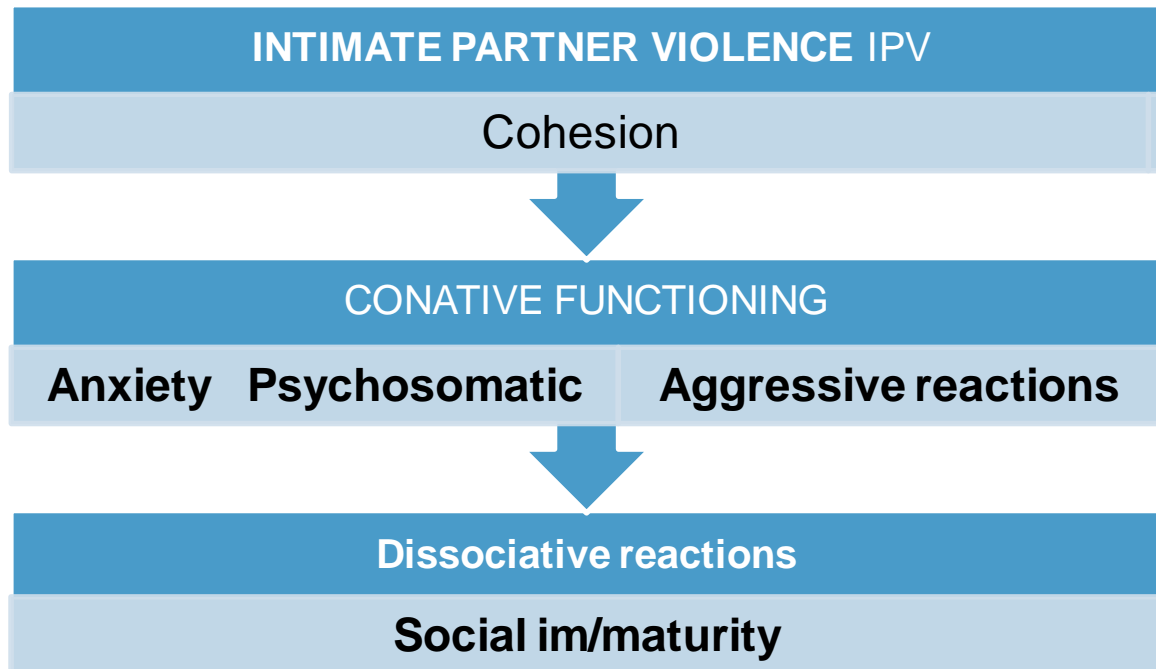 INTIMATE PARTNER VIOLENCE IPV
Cohesion
CONATIVE FUNCTIONING
Anxiety Psychosomatic Aggressive reactions
Dissociative reactions
Social im/maturity